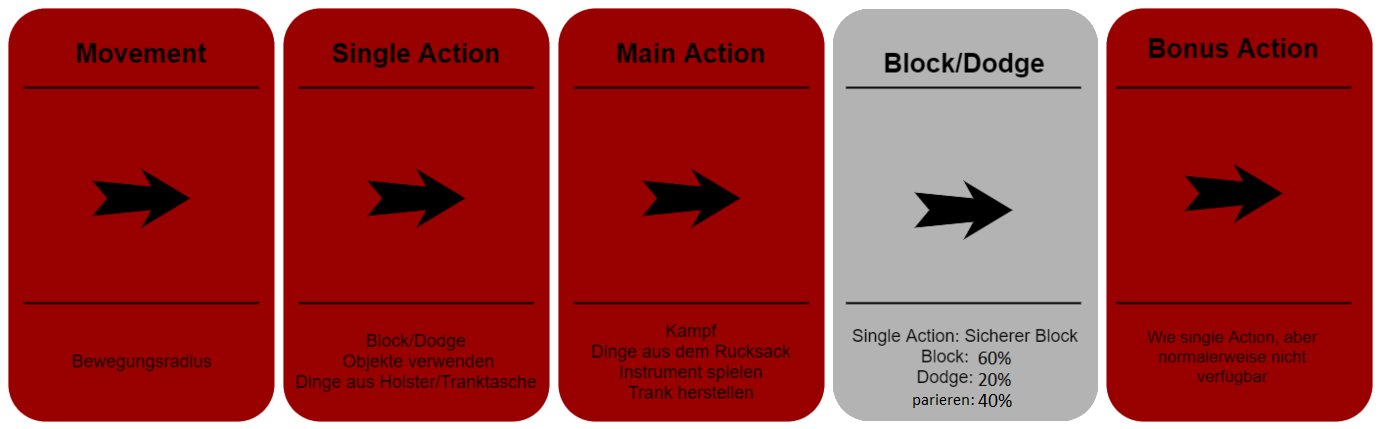 Movement
Bewegungsradius
Single Action
Block/Dodge
Objekte verwenden
Dinge aus Holster/Tranktasche
Main Action
Kampf
Dinge aus dem Rucksack
Instrument spielen
Trank herstellen
Block/Dodge
Single Action: Sicherer Block
Block: 60%
Dodge: 20%
parieren: 40%
Bonus Action
Wie single Action, aber
normalerweise nicht
verfügbar